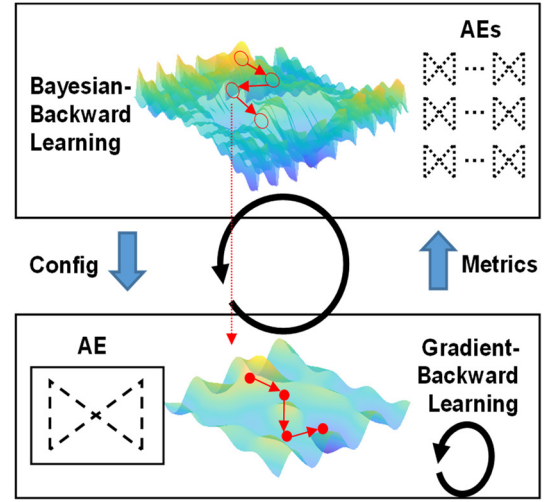 AEs
Bayesian-
Backward
Learning
Config
Metrics
AE
Gradient-
Backward
Learning